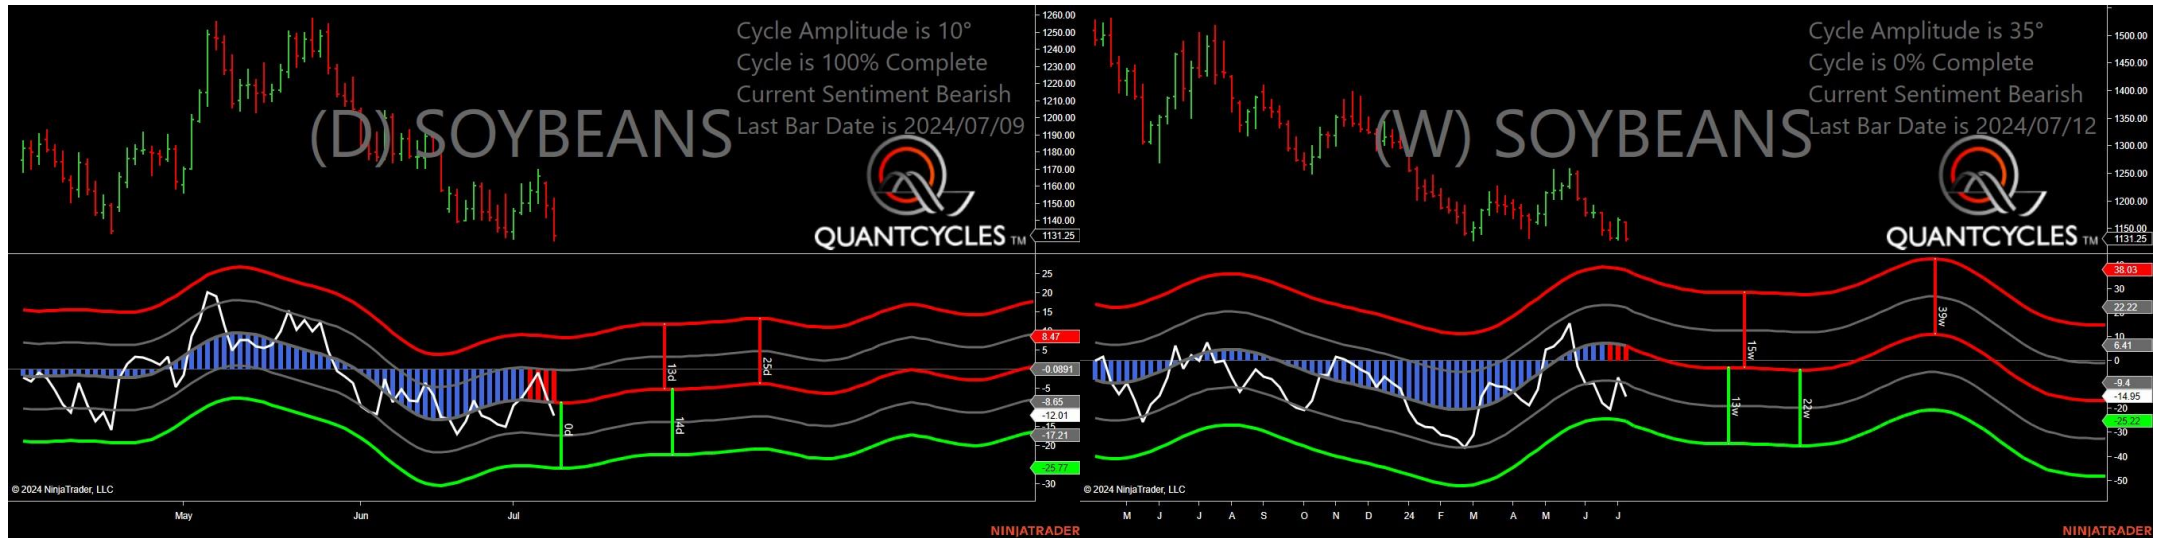 Cycle Amplitude is 10°
Cycle is 100% Complete
Current Sentiment Bearish
Last Bar Date is 2024/07/09
(D) SOYBEANS
QUANTCYCLES TM
1260.00
1250.00
1240.00
1230.00
1220.00
1210.00
1200.00
1190.00
1180.00
1170.00
1160.00
1150.00
1140.00
1131.25
25
20
15
8.47
5
-0.0891
-5
-8.65
-12.01
-17.21
-20
-25.77
-30
13d
25d
0d
14d
© 2024 NinjaTrader, LLC
May Jun Jul
NINJATRADER
Cycle Amplitude is 35°
Cycle is 0% Complete
Current Sentiment Bearish
Last Bar Date is 2024/07/12
(W) SOYBEANS
QUANTCYCLES TM
1500.00
1450.00
1400.00
1350.00
1300.00
1250.00
1200.00
1150.00
1131.25
38.03
30
22.22
10
6.41
0
-9.4
-14.95
-20
-25.22
-30
-40
-50
15w
39w
13w
22w
© 2024 NinjaTrader, LLC
M J J A S O N D 24 F M A M J J
NINJATRADER